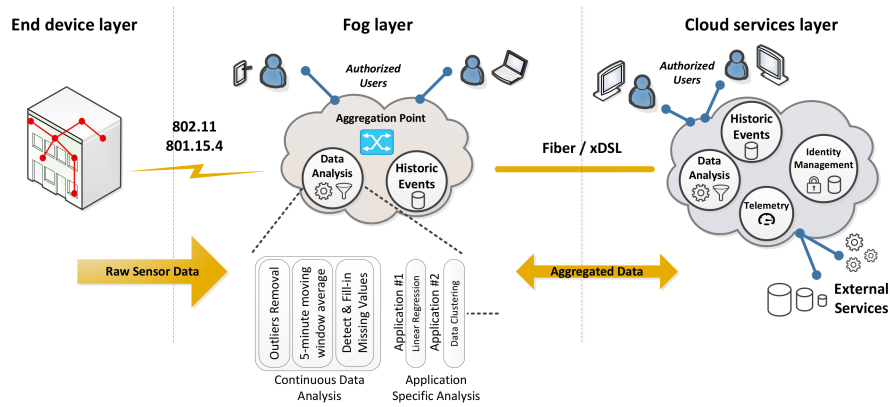 End device layer
Fog layer
Cloud services layer
Authorized
Users
Authorized
Users
802.11
801.15.4
Aggregation Point
Data
Analysis
Historic
Events
Fiber / xDSL
Historic
Events
Data
Analysis
Identity
Management
Telemetry
Raw Sensor Data
Aggregated Data
External
Services
Outliers Removal
5-minute moving
window average
Detect & Fill-in
Missing Values
Application #1
Linear Regression
Application #2
Data Clustering
Continuous Data
Analysis
Application
Specific Analysis